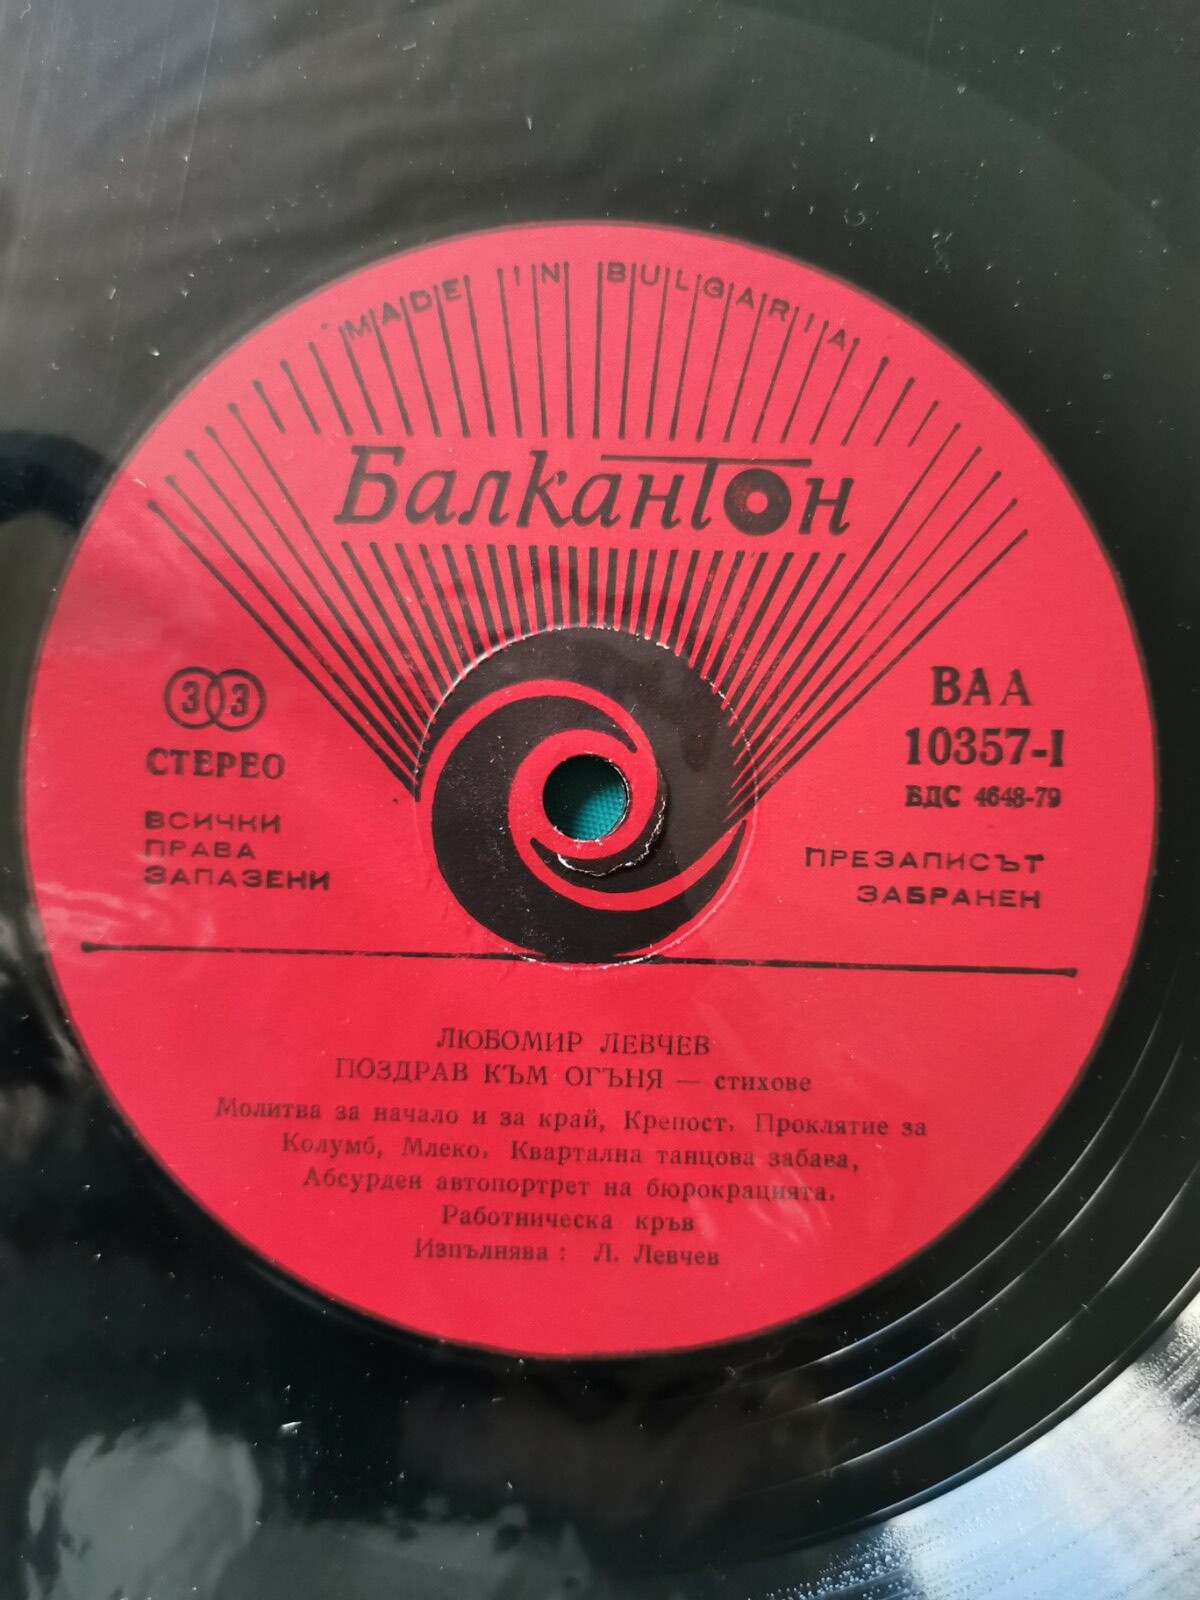 MADE IN BULGARIA
Балкантон
33
СТЕРЕО
ВСИЧКИ
ПРАВА
ЗАПАЗЕНИ
ВАА
10357-I
БДС 4648-79
ПРЕЗАПИСЪТ
ЗАБРАНЕН
ЛЮБОМИР ЛЕВЧЕВ
ПОЗДРАВ КЪМ ОГЪНЯ — стихове
Молитва за начало и за край, Крепост, Проклятие за
Колумб, Млеко, Квартална танцова забава,
Абсурден автопортрет на бюрокрацията,
Работническа кръв
Изпълнява : Л. Левчев